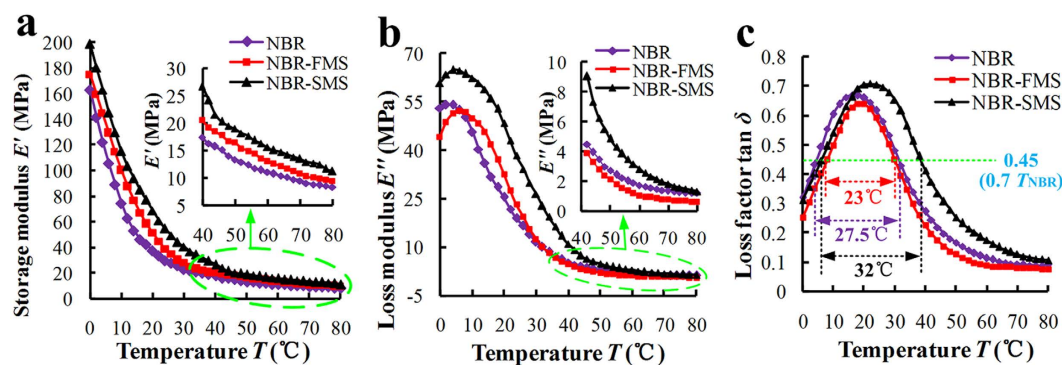 a
Storage modulus E′ (MPa)
200
180
160
140
120
100
80
60
40
20
0
0 10 20 30 40 50 60 70 80
Temperature T (℃)
NBR
NBR-FMS
NBR-SMS
E′ (MPa)
30
25
20
15
10
5
40 50 60 70 80
b
Loss modulus E″ (MPa)
70
55
40
25
10
-5
0 10 20 30 40 50 60 70 80
Temperature T (℃)
NBR
NBR-FMS
NBR-SMS
E″ (MPa)
10
8
6
4
2
0
40 50 60 70 80
c
Loss factor tan δ
0.8
0.7
0.6
0.5
0.4
0.3
0.2
0.1
0
0 10 20 30 40 50 60 70 80
Temperature T (℃)
NBR
NBR-FMS
NBR-SMS
0.45
(0.7 TNBR)
23℃
27.5℃
32℃